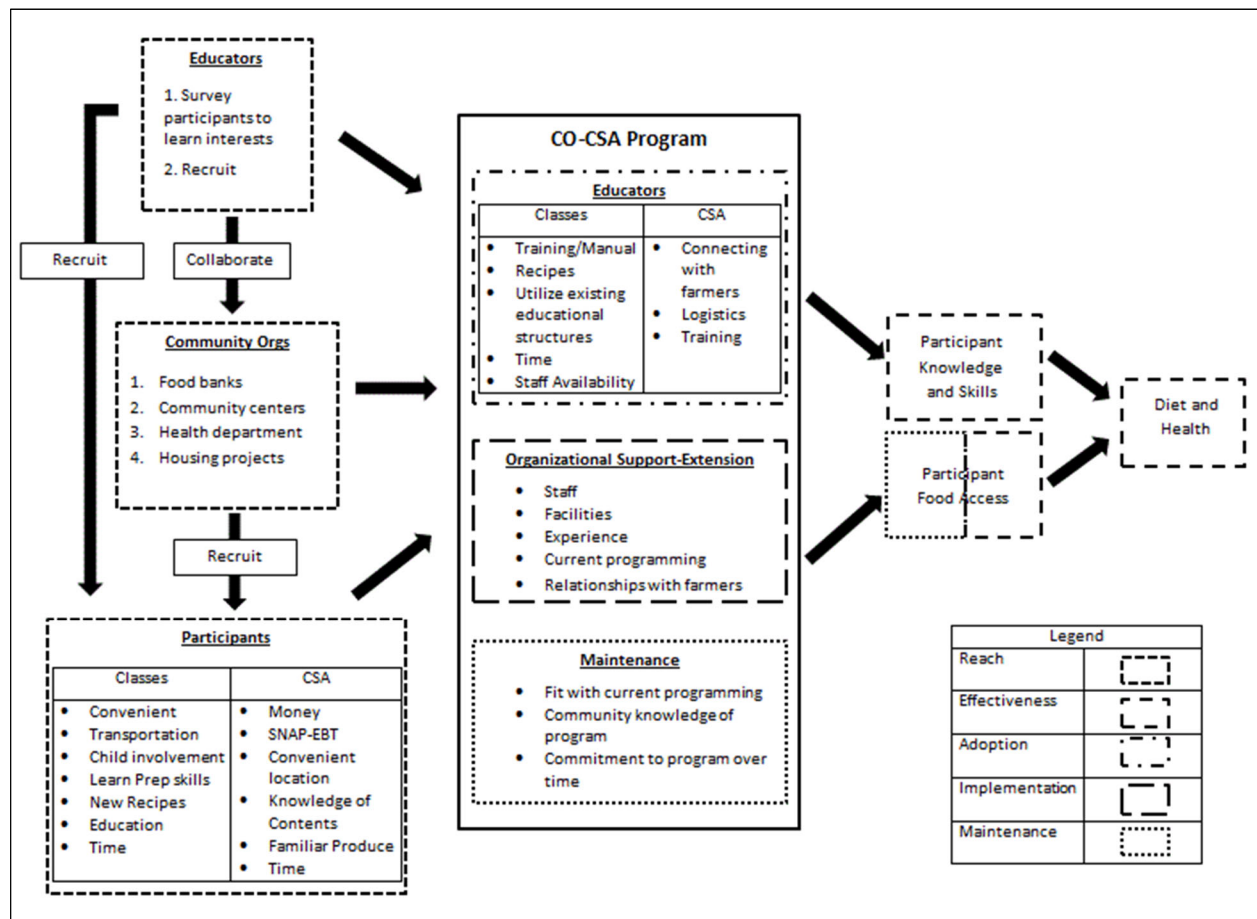 Educators
1. Survey
participants to
learn interests
2. Recruit
Recruit
Collaborate
Community Orgs
1. Food banks
2. Community centers
3. Health department
4. Housing projects
Recruit
Participants
Classes
• Convenient
• Transportation
• Child involvement
• Learn Prep skills
• New Recipes
• Education
• Time
CSA
• Money
• SNAP-EBT
• Convenient
location
• Knowledge of
Contents
• Familiar Produce
• Time
CO-CSA Program
Educators
Classes
• Training/Manual
• Recipes
• Utilize existing
educational
structures
• Time
• Staff Availability
CSA
• Connecting
with
farmers
• Logistics
• Training
Organizational Support-Extension
• Staff
• Facilities
• Experience
• Current programming
• Relationships with farmers
Maintenance
• Fit with current programming
• Community knowledge of
program
• Commitment to program over
time
Participant
Knowledge
and Skills
Participant
Food Access
Diet and
Health
Legend
Reach
Effectiveness
Adoption
Implementation
Maintenance